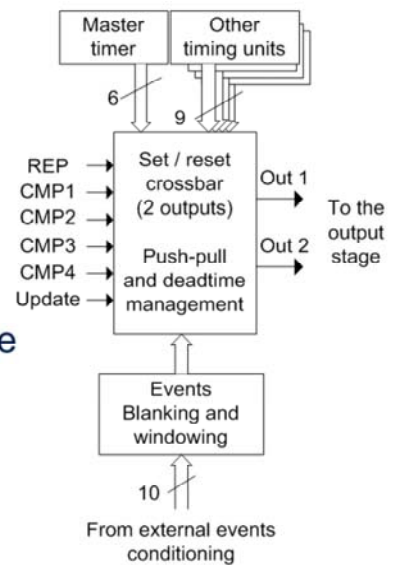 Master
timer
Other
timing units
6
9
REP
CMP1
CMP2
CMP3
CMP4
Update
Set / reset
crossbar
(2 outputs)
Push-pull
and deadtime
management
Out 1
Out 2
To the
output
stage
e
Events
Blanking and
windowing
10
From external events
conditioning